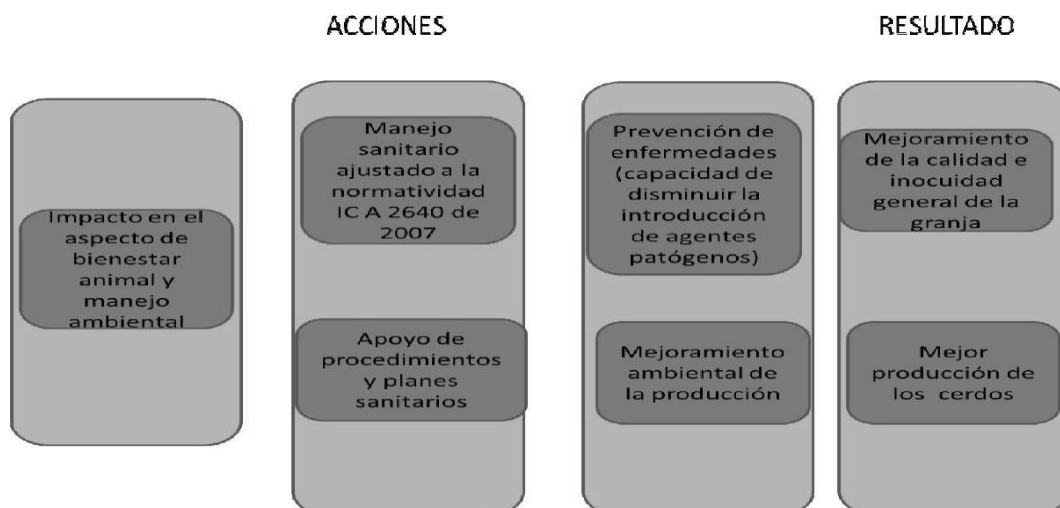 ACCIONES
RESULTADO
Impacto en el
aspecto de
bienestar
animal y
manejo
ambiental
Manejo
sanitario
ajustado a la
normatividad
IC A 2640 de
2007
Apoyo de
procedimientos
y planes
sanitarios
Prevención de
enfermedades
(capacidad de
disminuir la
introducción
de agentes
patógenos)
Mejoramiento
ambiental de
la producción
Mejoramiento
de la calidad e
inocuidad
general de la
granja
Mejor
producción de
los cerdos